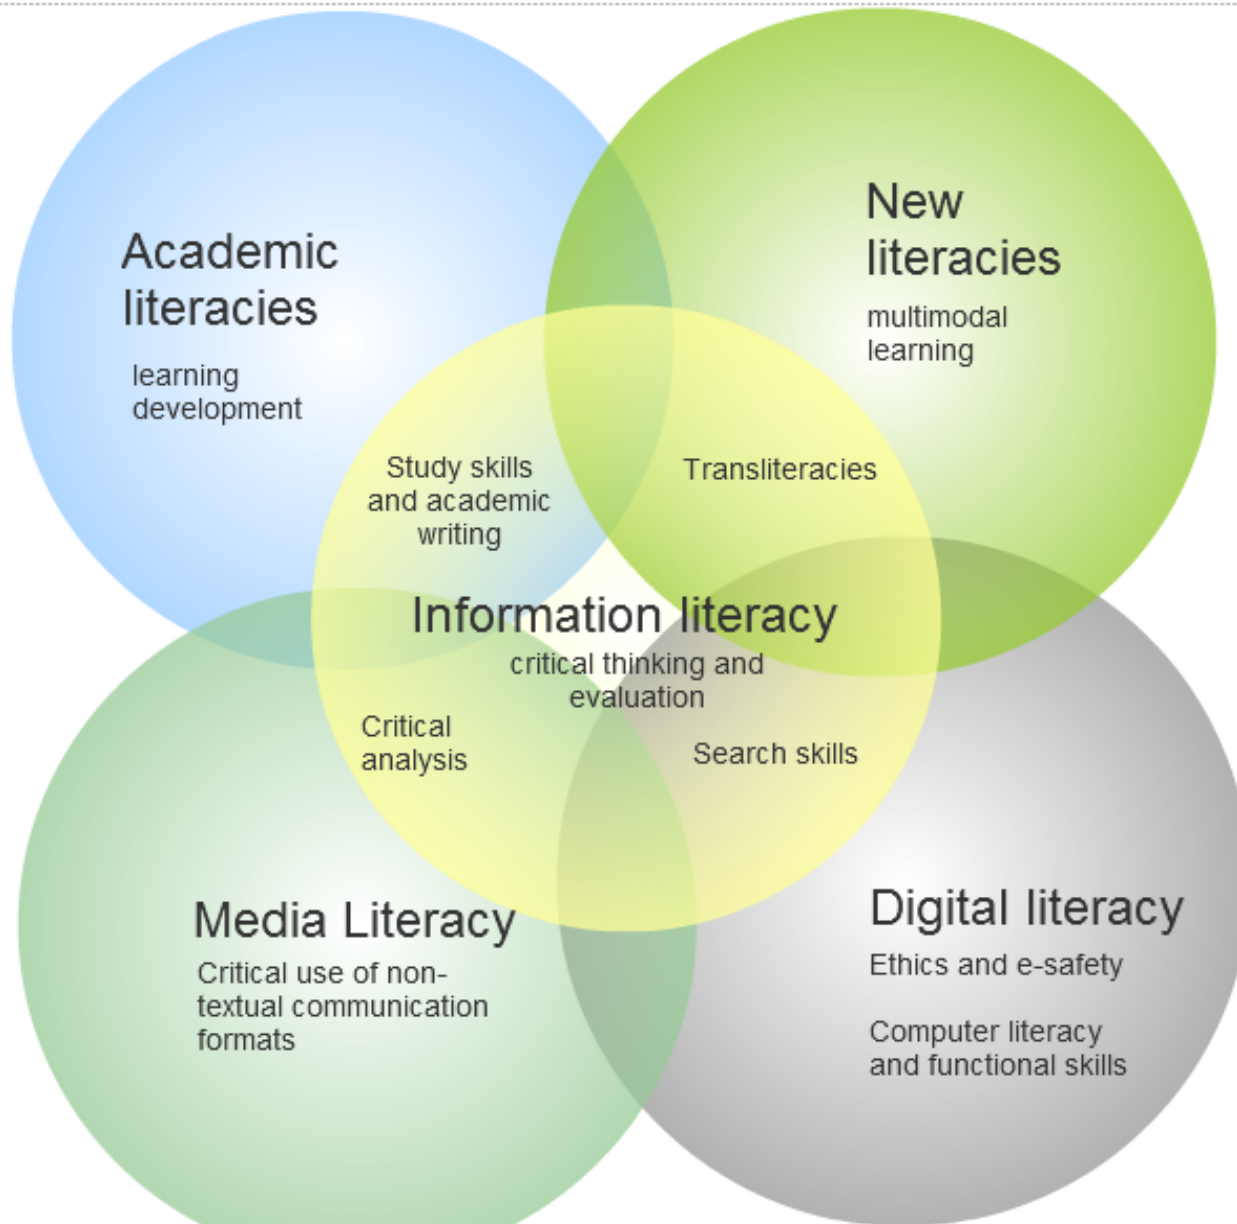 Academic
literacies
learning
development
New
literacies
multimodal
learning
Study skills
and academic
writing
Transliteracies
Information literacy
critical thinking and
evaluation
Critical
analysis
Search skills
Media Literacy
Critical use of non-
textual communication
formats
Digital literacy
Ethics and e-safety
Computer literacy
and functional skills